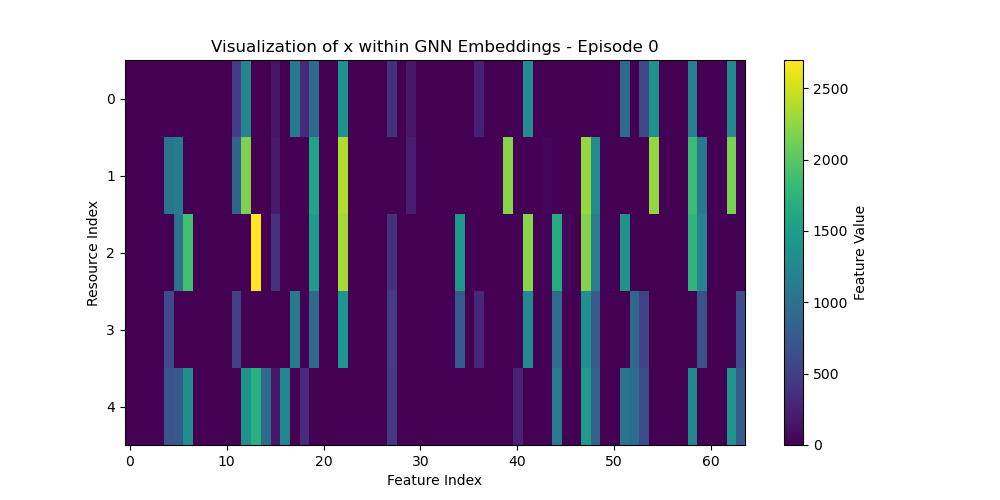 Visualization of x within GNN Embeddings - Episode 0
Resource Index
0
1
2
3
4
0 10 20 30 40 50 60
Feature Index
2500
2000
1500
1000
500
0
Feature Value